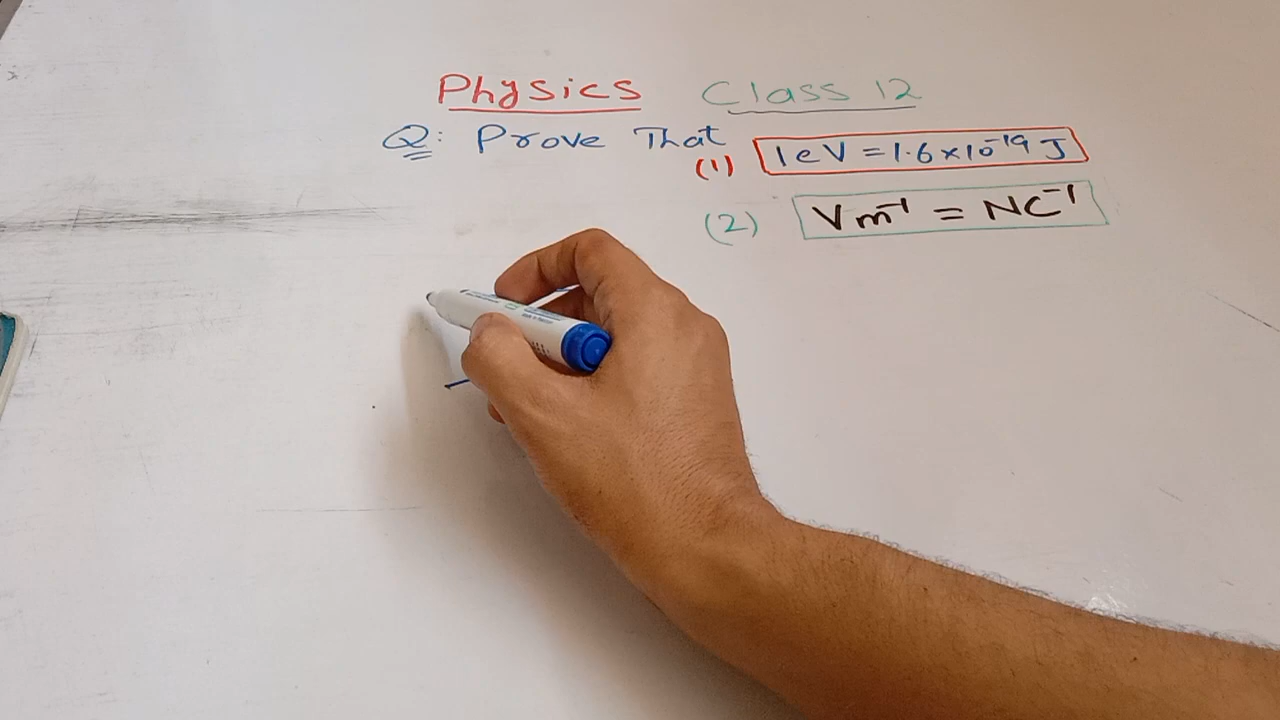 Physics Class 12
Q: Prove That
(1) 1eV = 1.6×10⁻¹⁹ J
(2) Vm⁻¹ = NC⁻¹